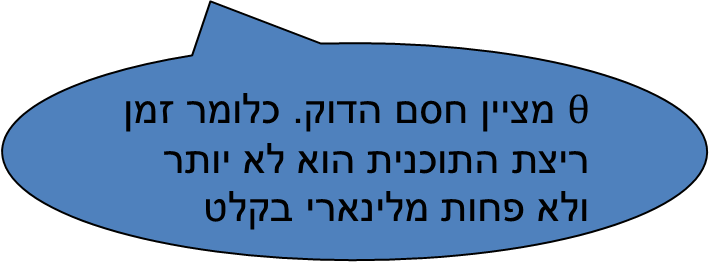 θ מציין חסם הדוק. כלומר זמן
ריצת התוכנית הוא לא יותר
ולא פחות מלינארי בקלט